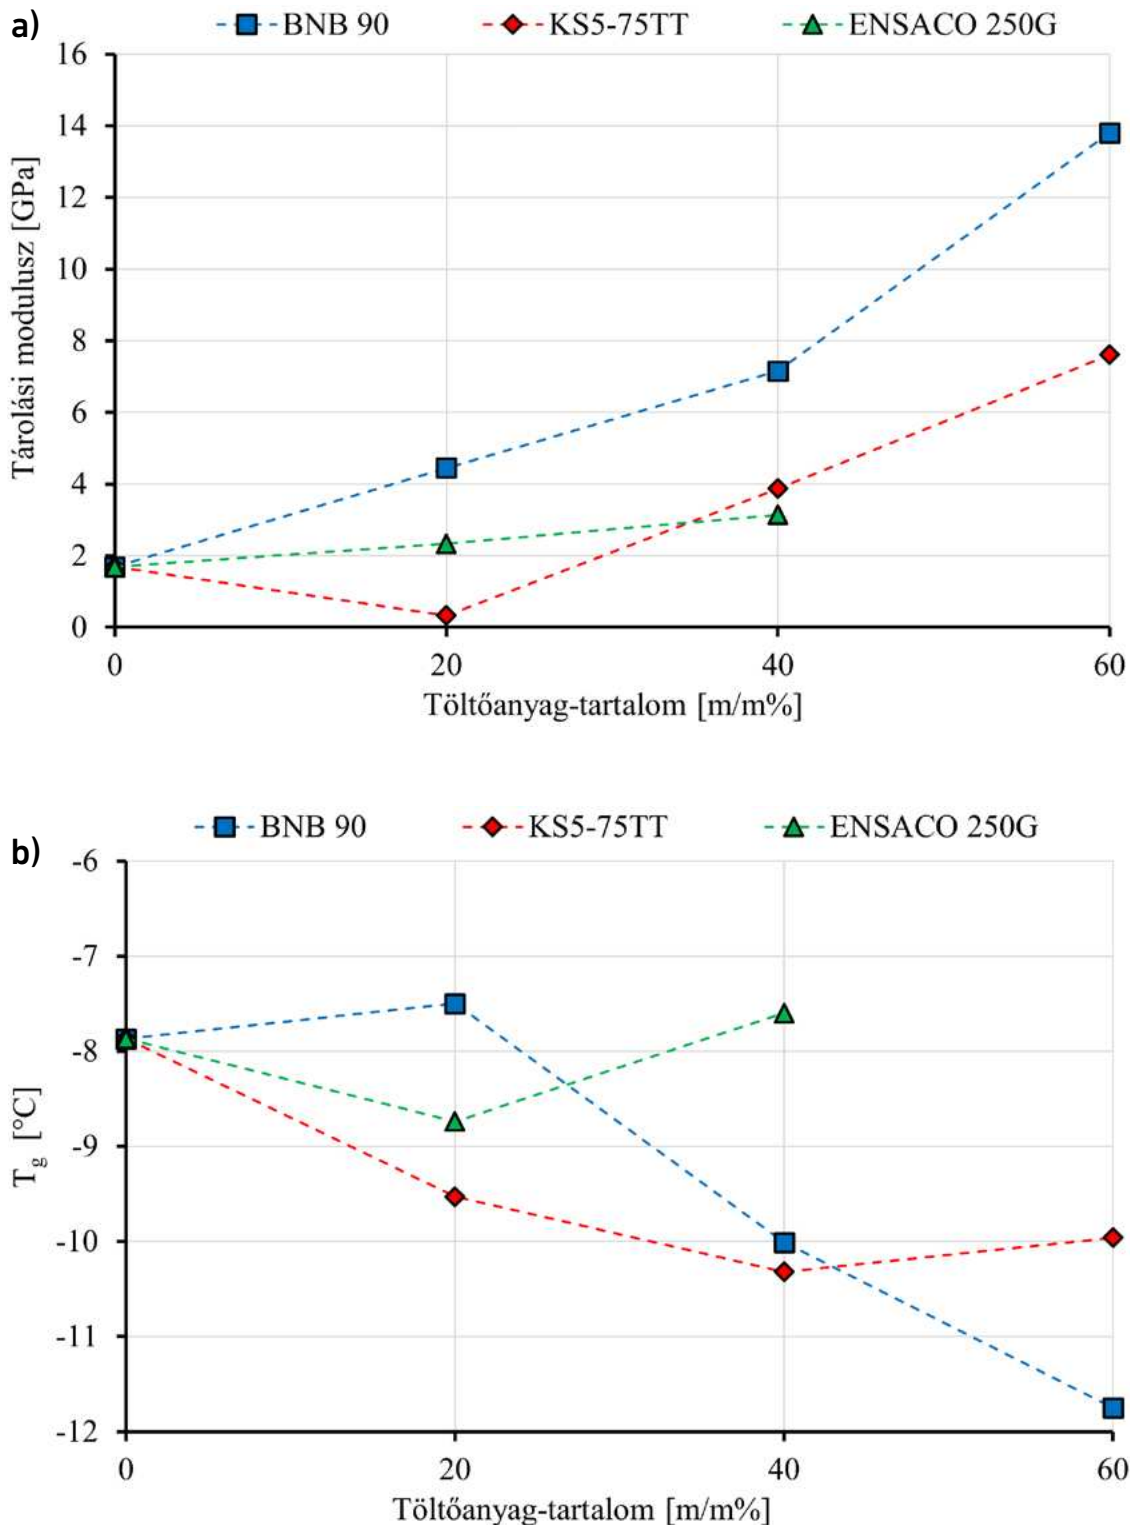 a)
BNB 90 KS5-75TT ENSACO 250G
16
14
12
10
8
6
4
2
0
Tárolási modulusz [GPa]
0 20 40 60
Töltőanyag-tartalom [m/m%]
BNB 90 KS5-75TT ENSACO 250G
b)
-6
-7
-8
-9
-10
-11
-12
Tg [°C]
0 20 40 60
Töltőanyag-tartalom [m/m%]